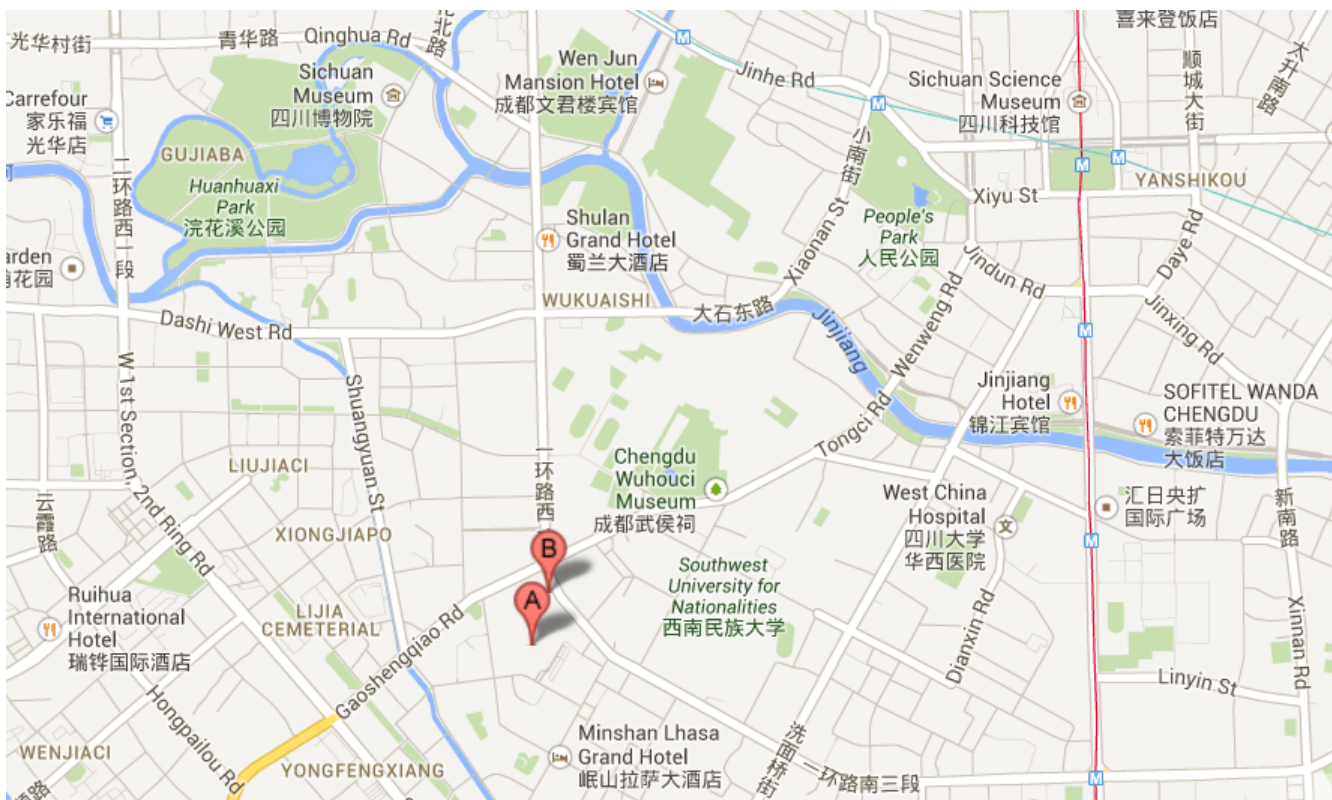 光华村街
青华路
Qinghua Rd
北路
喜来登饭店
太升南路
顺城大街
Carrefour
家乐福
光华店
Sichuan
Museum
四川博物院
Wen Jun
Mansion Hotel
成都文君楼宾馆
Jinhe Rd
小南街
Sichuan Science
Museum
四川科技馆
M
M
M
M
GUJIABA
Huanhuaxi
Park
浣花溪公园
二环路西一段
YANSHIKOU
Xiyu St
Shulan
Grand Hotel
蜀兰大酒店
People's
Park
人民公园
Xiaonan St
Daye Rd
arden
花园
WUKUAISHI
大石东路
Jindun Rd
Wenweng Rd
Jinxing Rd
Dashi West Rd
Jinjiang
M
W 1st Section, 2nd Ring Rd
Shuangyuan St
Jinjiang
Hotel
锦江宾馆
SOFITEL WANDA
CHENGDU
索菲特万达
大饭店
Tongci Rd
LIUJIACI
一环路西
Chengdu
Wuhouci
Museum
成都武侯祠
云霞路
XIONGJIAPO
West China
Hospital
四川大学
华西医院
文
汇日央扩
国际广场
新南路
M
B
A
Southwest
University for
Nationalities
西南民族大学
Ruihua
International
Hotel
瑞铧国际酒店
LIJIA
CEMETERIAL
Gaoshengqiao Rd
Dianxin Rd
Xinnan Rd
Linyin St
Hongpailou Rd
Minshan Lhasa
Grand Hotel
岷山拉萨大酒店
洗面桥街
一环路南三段
M
WENJIACI
YONGFENGXIANG
顺路